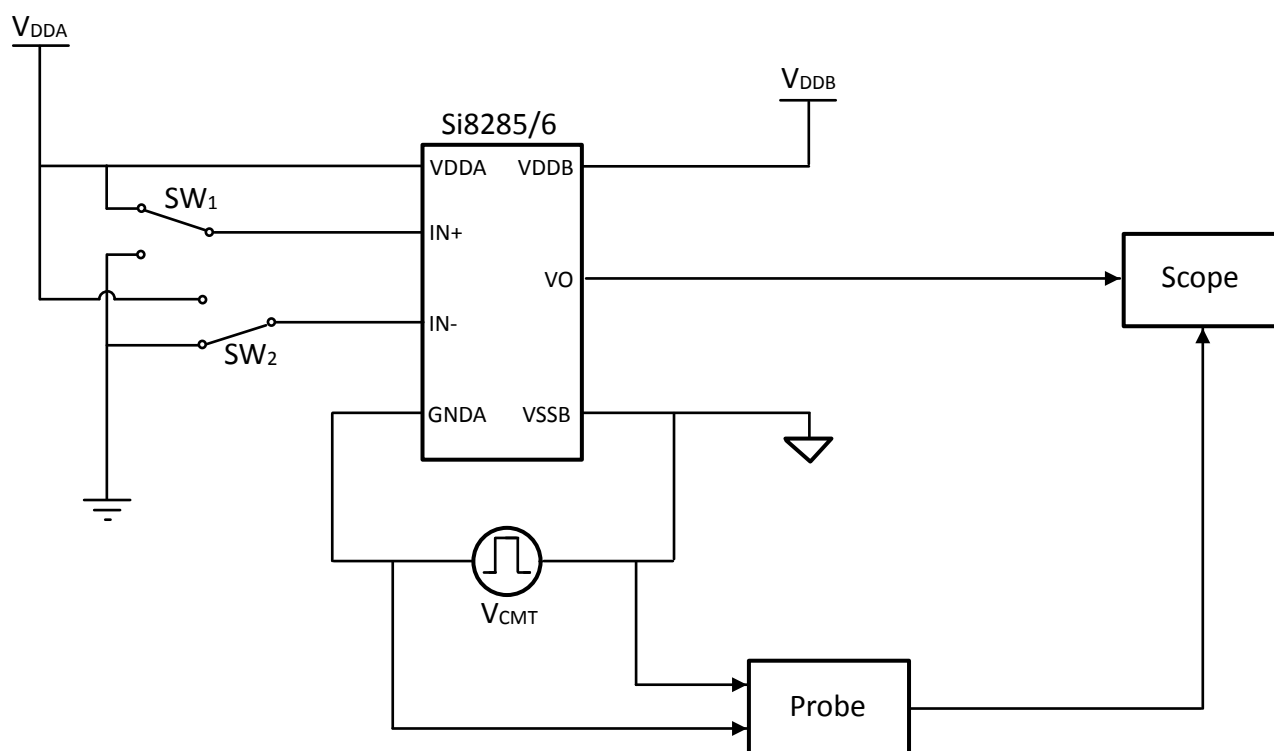 VDDA
VDDB
Si8285/6
VDDA VDDB
SW1
IN+
VO
Scope
IN-
SW2
GNDA VSSB
VCMT
Probe